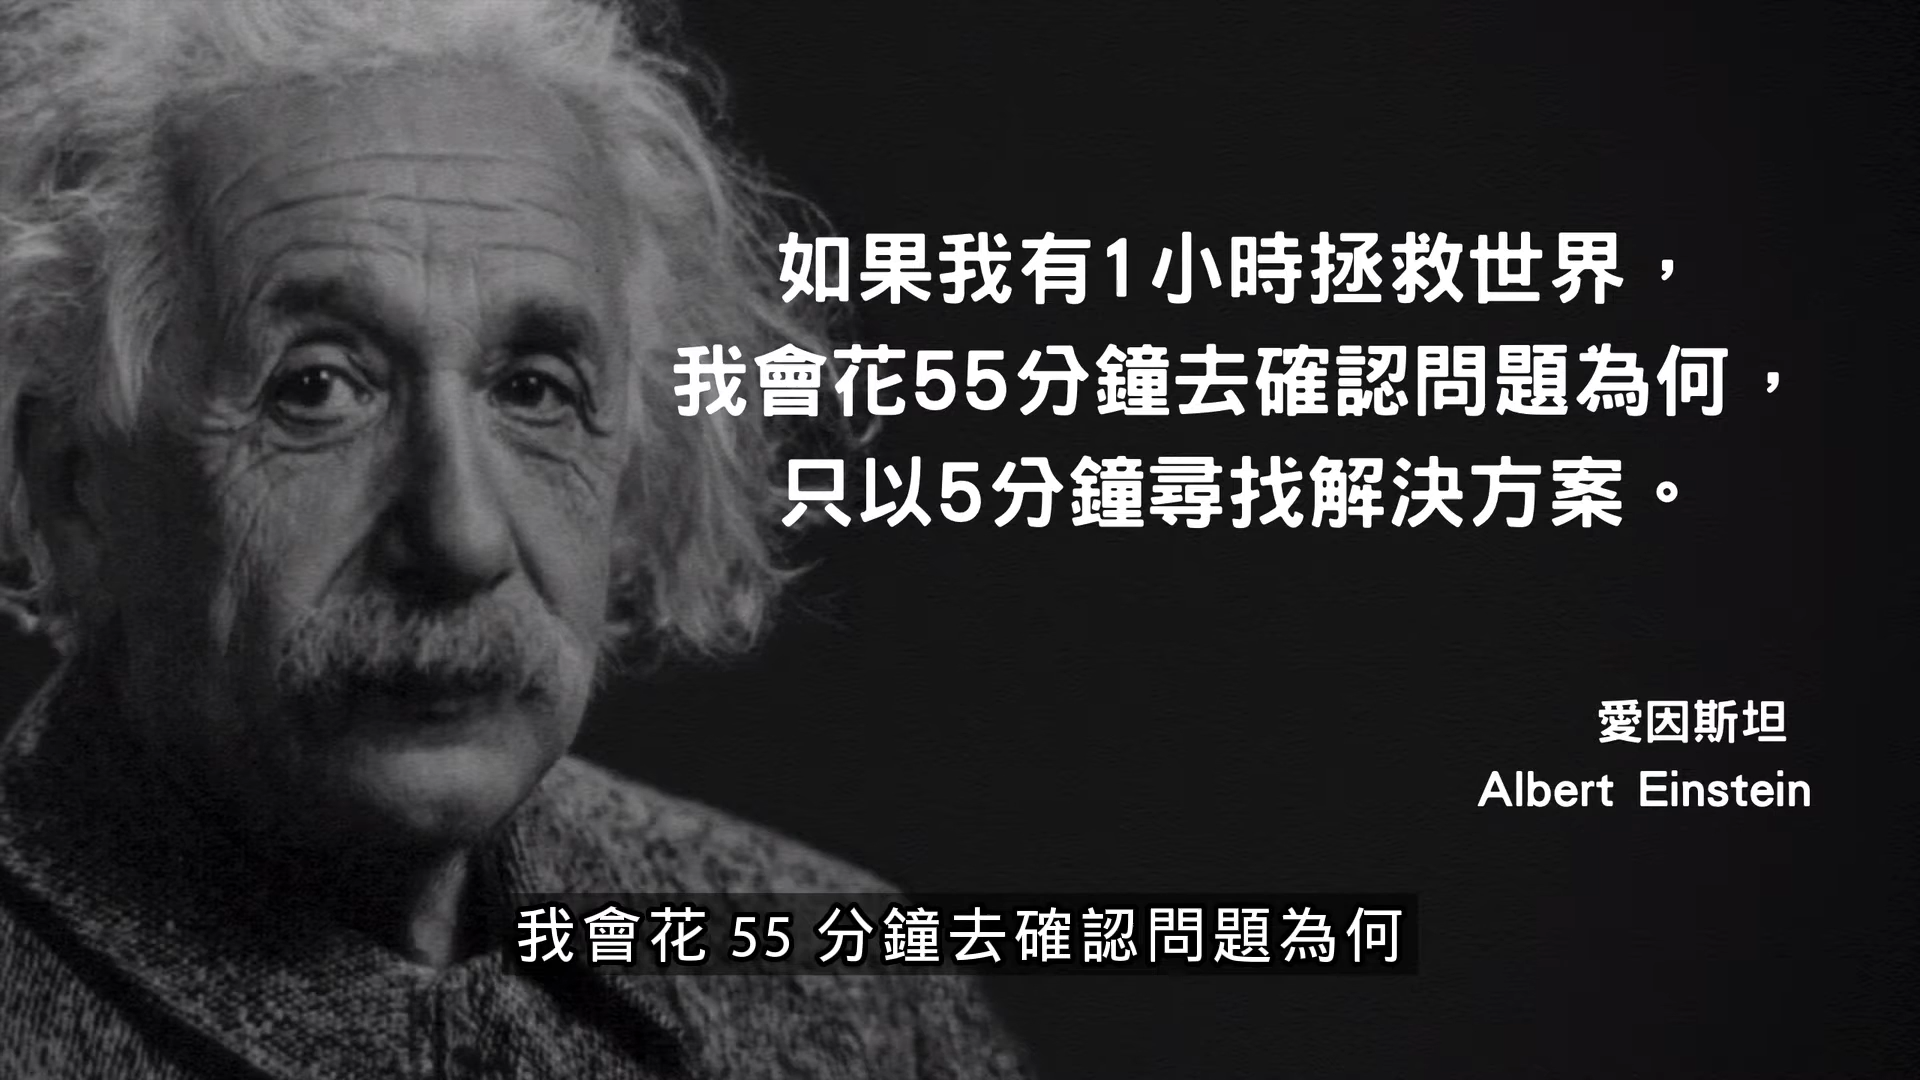 如果我有1小時拯救世界，
我會花55分鐘去確認問題為何，
只以5分鐘尋找解決方案。
愛因斯坦
Albert Einstein
我會花 55 分鐘去確認問題為何